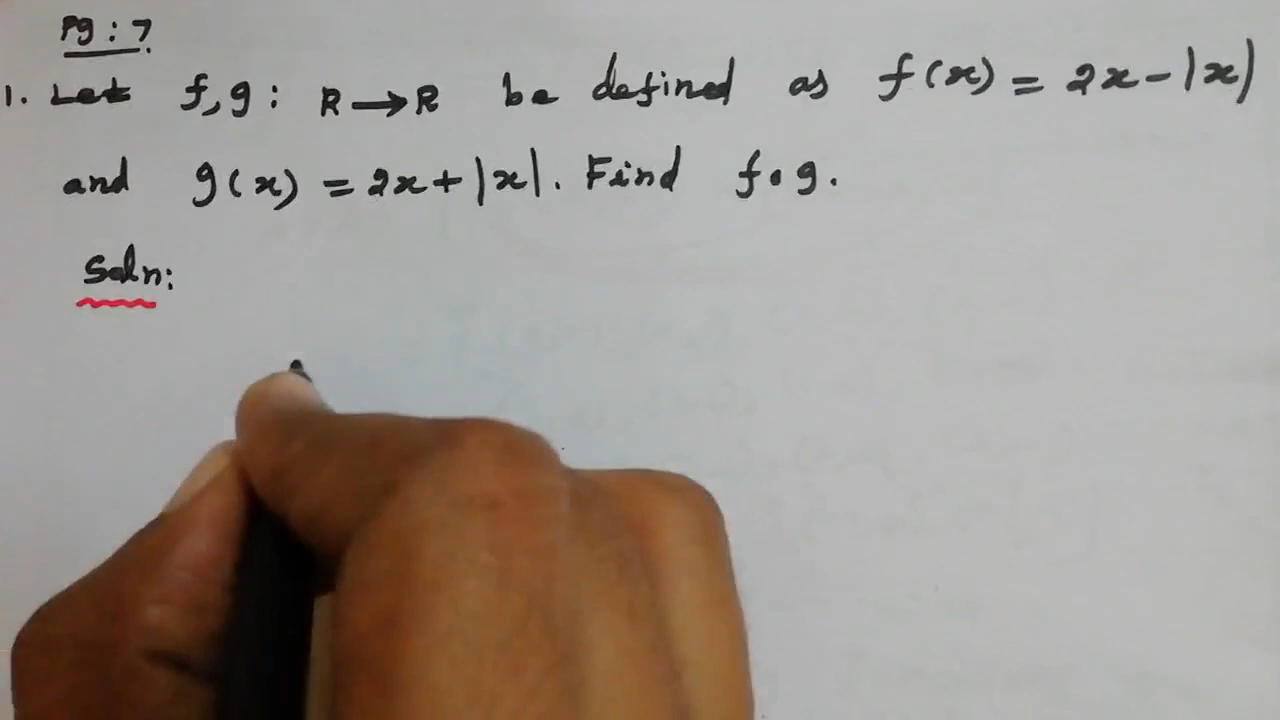 Pg : 7
1. Let f,g : R→R be defined as f(x) = 2x-|x|
and g(x) = 2x+|x|. Find f∘g.
Soln: